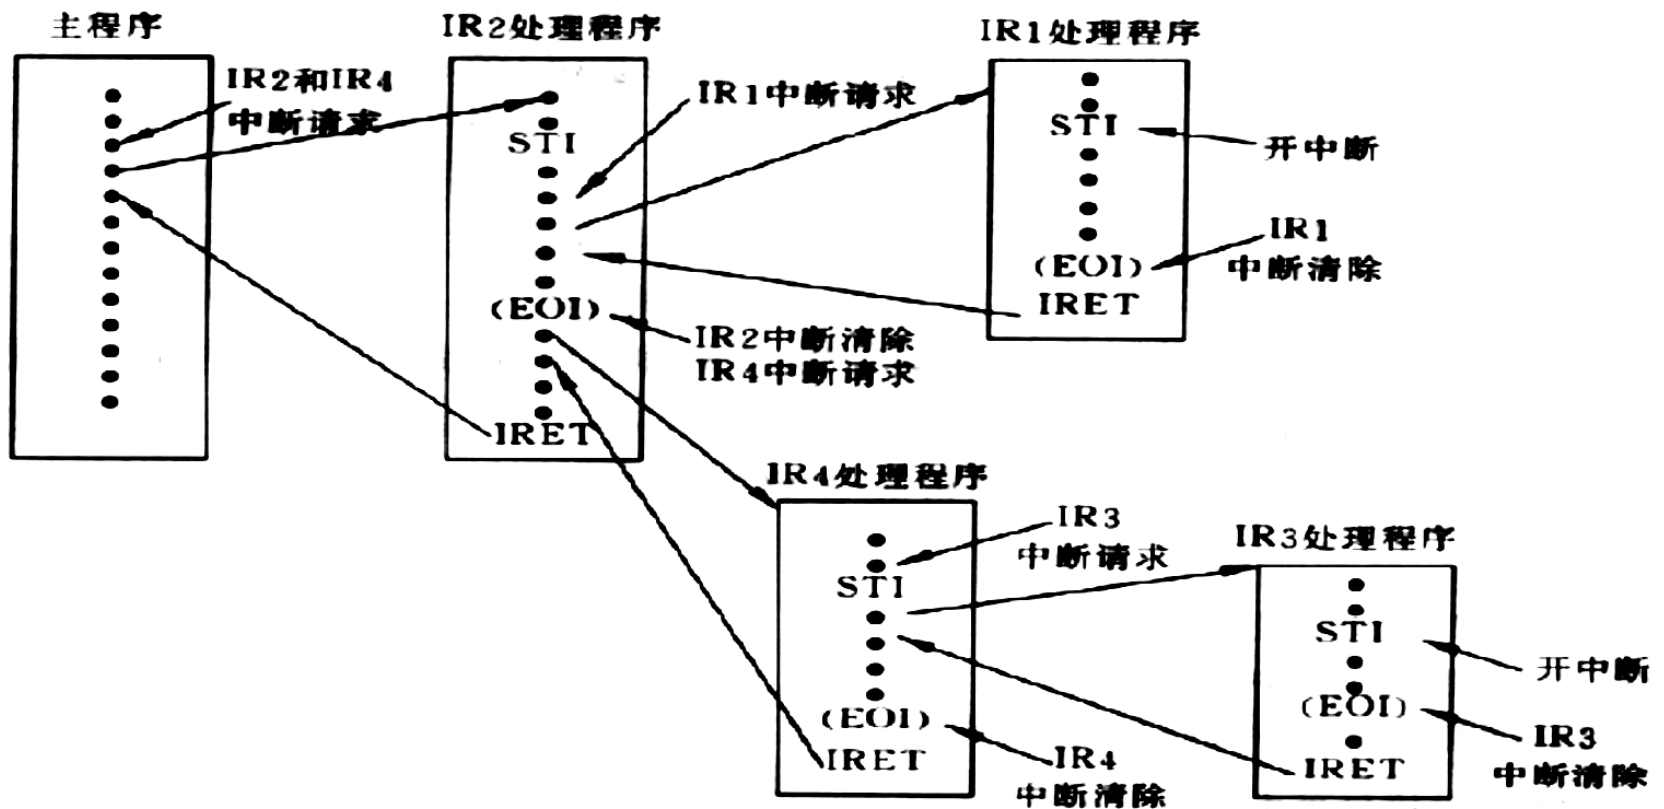 主程序
IR2和IR4
中断请求
IR2处理程序
STI
(EOI)
IRET
IR1中断请求
IR2中断清除
IR4中断请求
IR1处理程序
STI
开中断
IR1
中断清除
(EOI)
IRET
IR4处理程序
IR3
中断请求
STI
(EOI)
IRET
IR4
中断清除
IR3处理程序
STI
开中断
(EOI)
IR3
中断清除
IRET